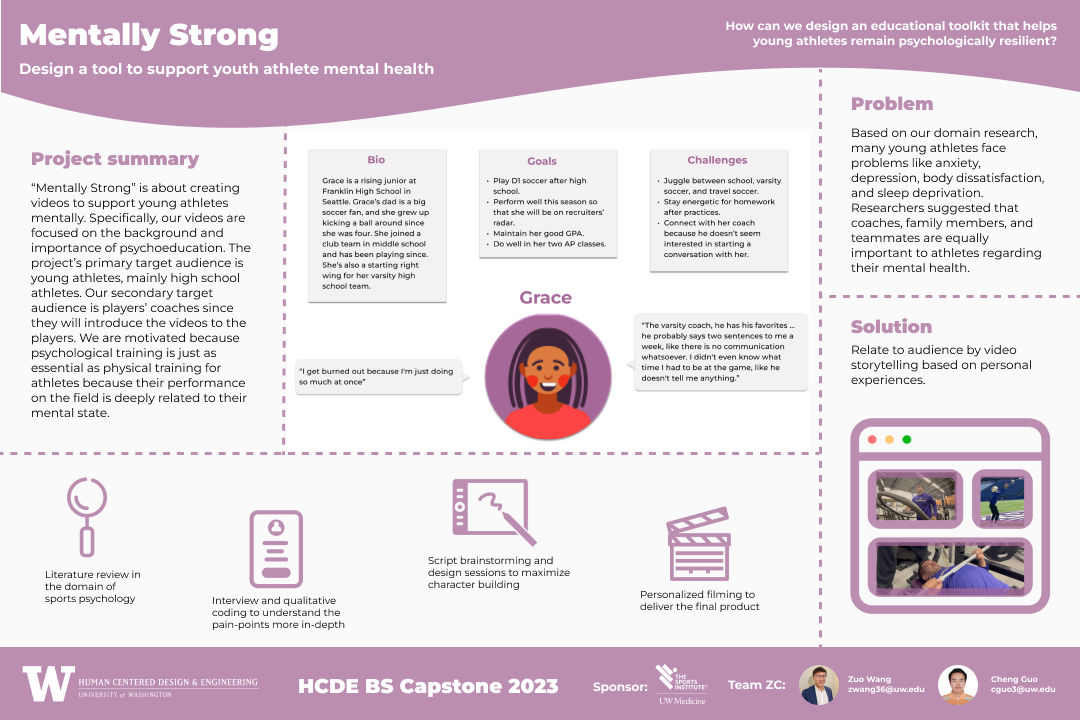 Mentally Strong
Design a tool to support youth athlete mental health
How can we design an educational toolkit that helps
young athletes remain psychologically resilient?
Project summary
“Mentally Strong” is about creating
videos to support young athletes
mentally. Specifically, our videos are
focused on the background and
importance of psychoeducation. The
project’s primary target audience is
young athletes, mainly high school
athletes. Our secondary target
audience is players’ coaches since
they will introduce the videos to the
players. We are motivated because
psychological training is just as
essential as physical training for
athletes because their performance
on the field is deeply related to their
mental state.
Bio
Grace is a rising junior at
Franklin High School in
Seattle. Grace’s dad is a big
soccer fan, and she grew up
kicking a ball around since
she was four. She joined a
club team in middle school
and has been playing since.
She’s also a starting right
wing for her varsity high
school team.
Goals
• Play D1 soccer after high
school.
• Perform well this season so
that she will be on recruiters’
radar.
• Maintain her good GPA.
• Do well in her two AP classes.
Challenges
• Juggle between school, varsity
soccer, and travel soccer.
• Stay energetic for homework
after practices.
• Connect with her coach
because he doesn’t seem
interested in starting a
conversation with her.
Grace
“I get burned out because I'm just doing
so much at once”
“The varsity coach, he has his favorites ...
he probably says two sentences to me a
week, like there is no communication
whatsoever. I didn't even know what
time I had to be at the game, like he
doesn't tell me anything.”
Problem
Based on our domain research,
many young athletes face
problems like anxiety,
depression, body dissatisfaction,
and sleep deprivation.
Researchers suggested that
coaches, family members, and
teammates are equally
important to athletes regarding
their mental health.
Solution
Relate to audience by video
storytelling based on personal
experiences.
Literature review in
the domain of
sports psychology
Interview and qualitative
coding to understand the
pain-points more in-depth
Script brainstorming and
design sessions to maximize
character building
Personalized filming to
deliver the final product
W
HUMAN CENTERED DESIGN & ENGINEERING
UNIVERSITY of WASHINGTON
HCDE BS Capstone 2023
Sponsor:
THE
SPORTS
INSTITUTE
UW Medicine
Team ZC:
Zuo Wang
zwang36@uw.edu
Cheng Guo
cguo3@uw.edu